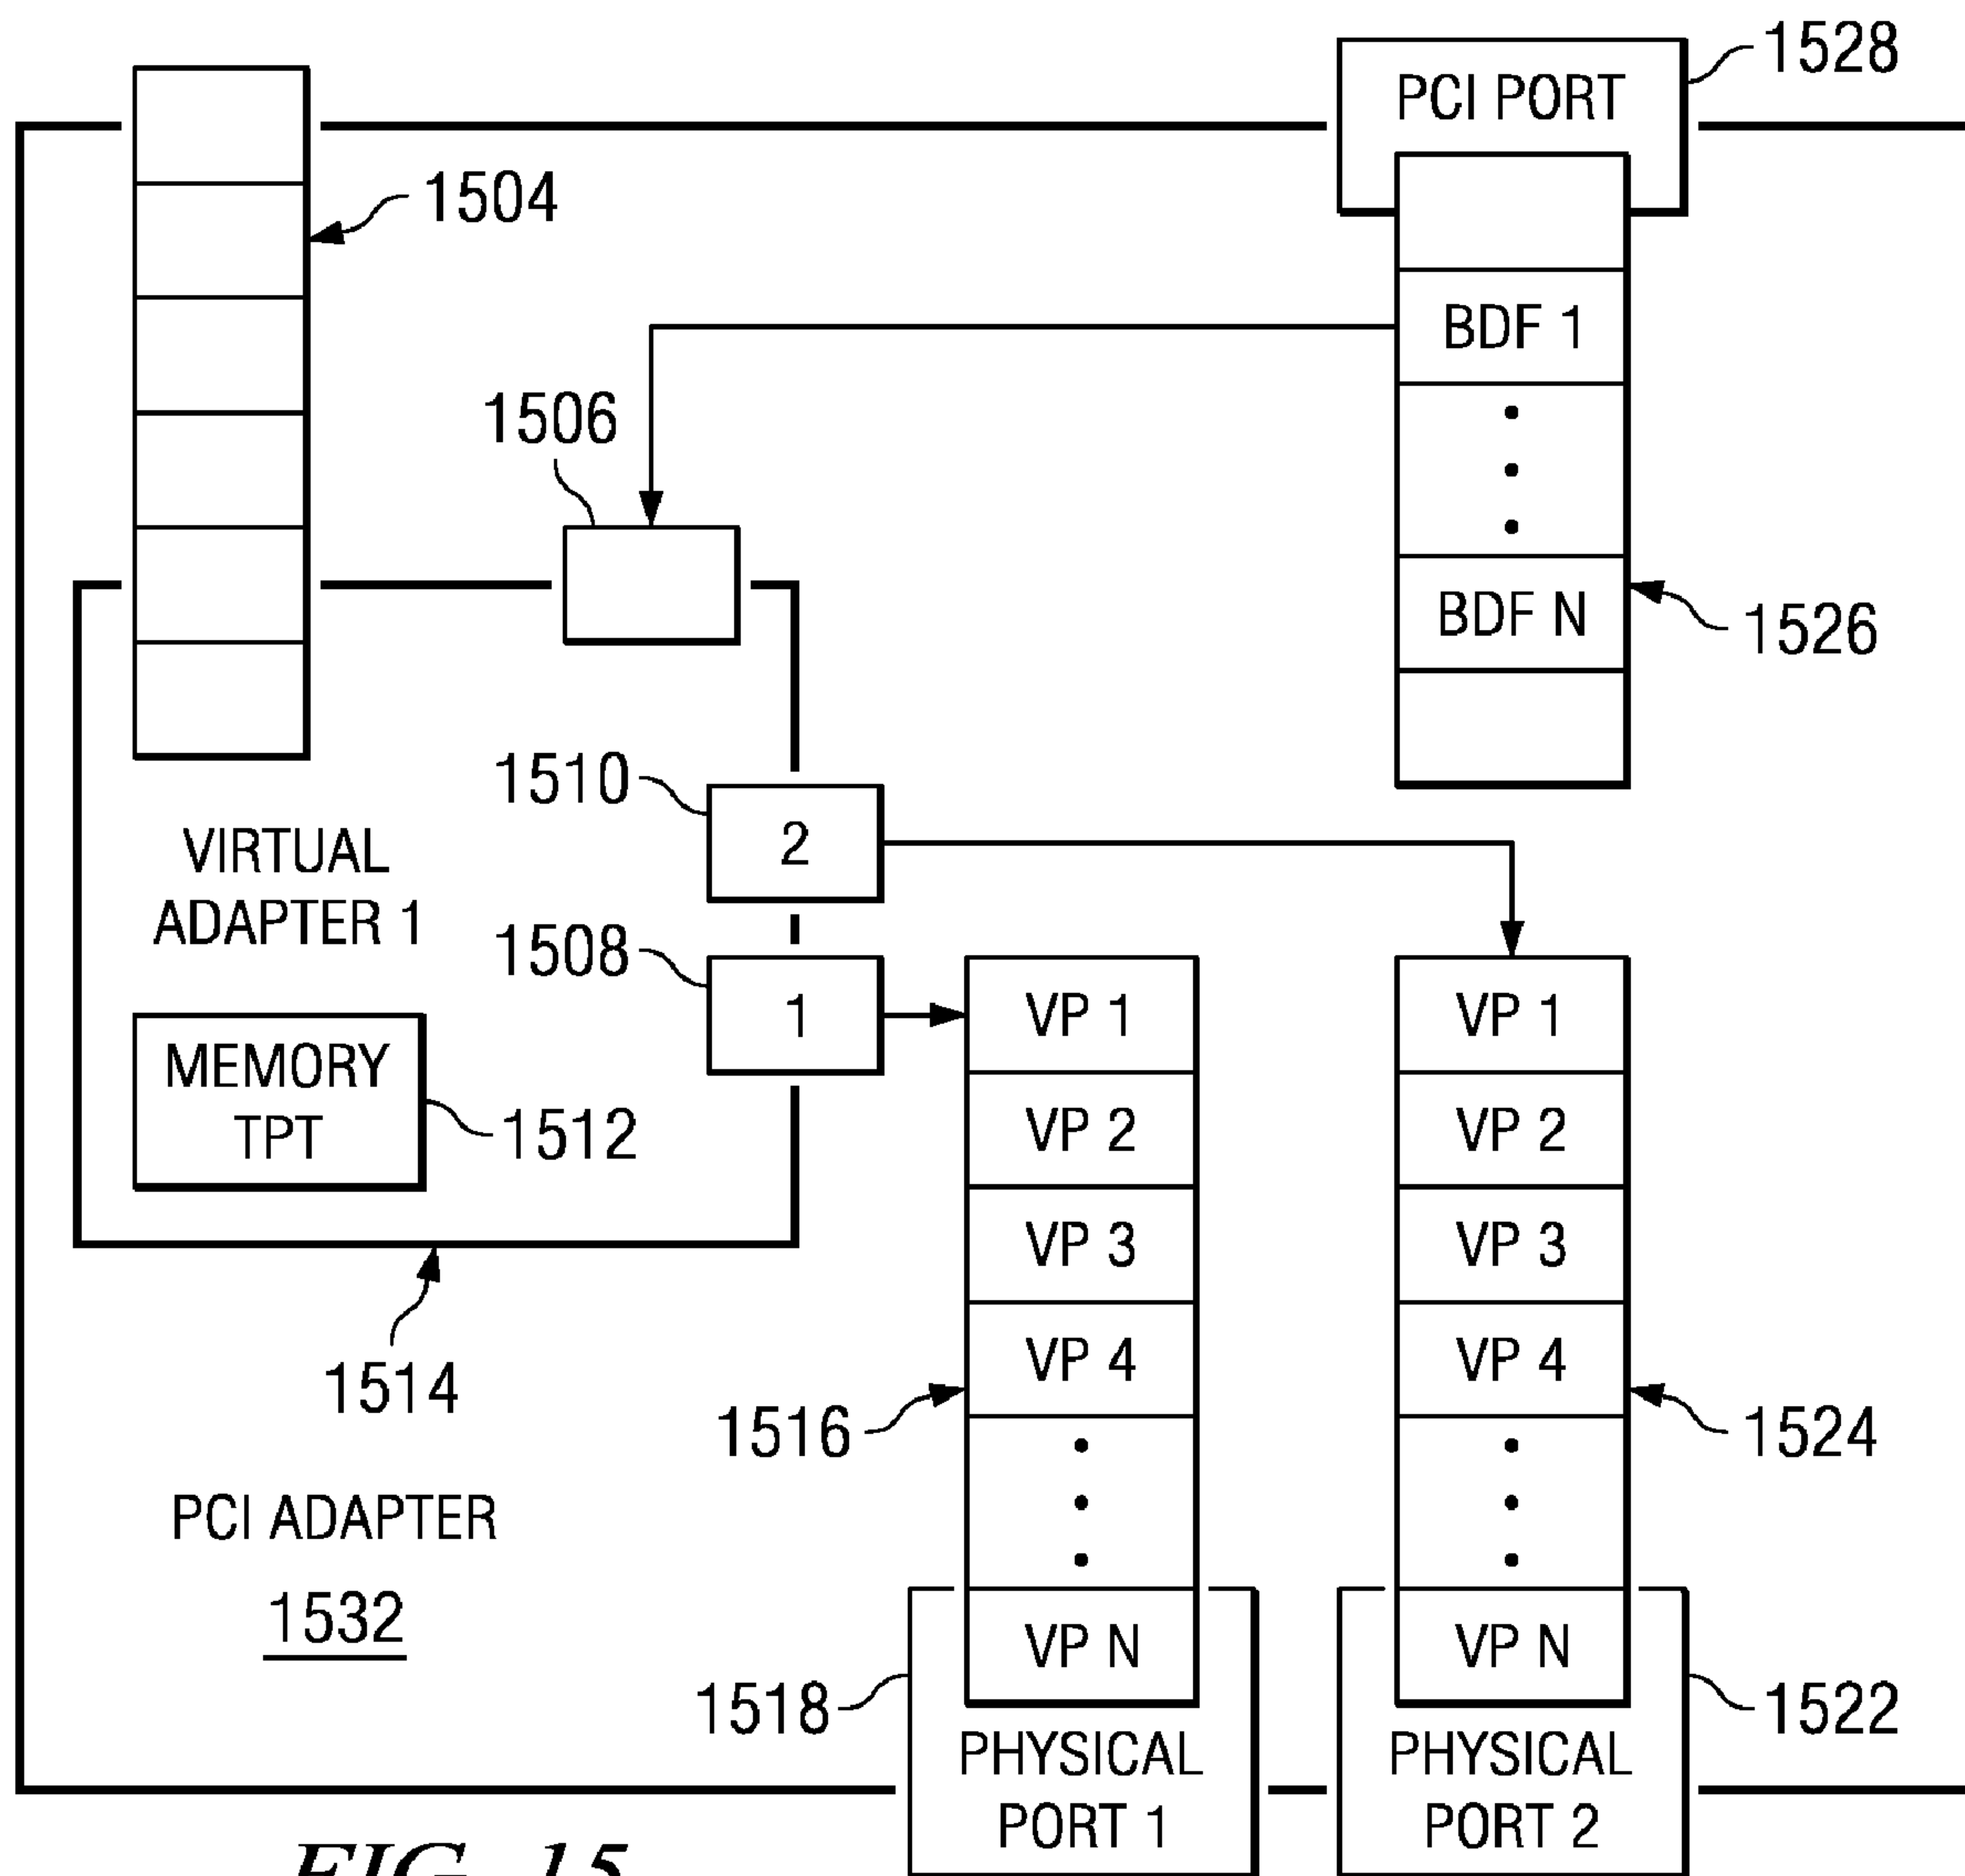 1528
PCI PORT
1504
BDF 1
1506
BDF N
1526
1510
2
VIRTUAL
ADAPTER 1
1508
1
VP 1
VP 1
MEMORY
TPT
1512
VP 2
VP 2
VP 3
VP 3
VP 4
VP 4
1514
1516
1524
PCI ADAPTER
1532
VP N
VP N
1518
1522
PHYSICAL
PORT 1
PHYSICAL
PORT 2
FIG. 15